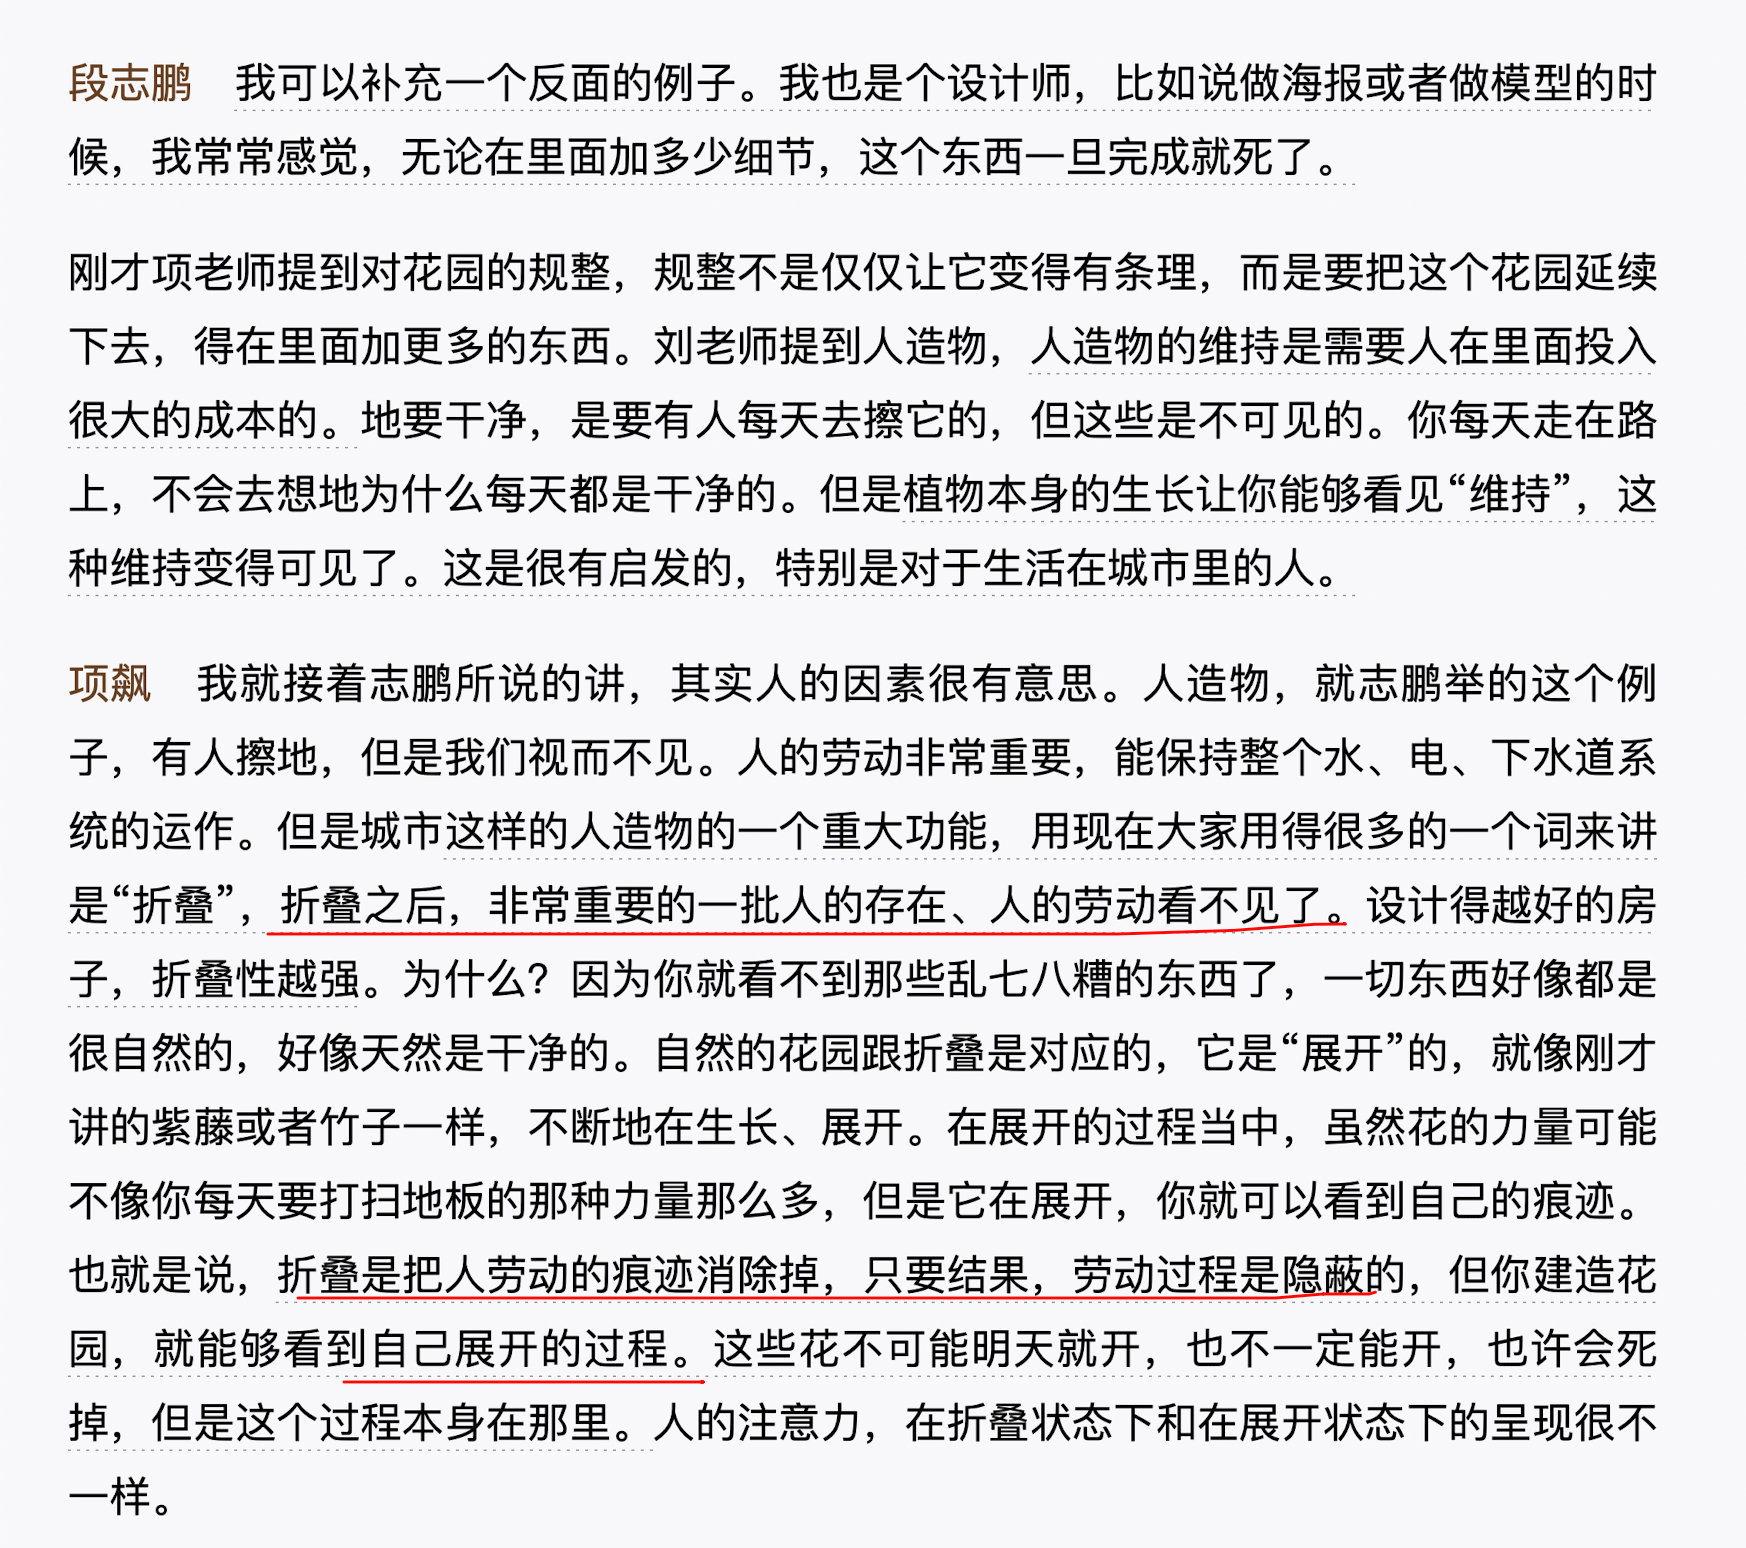 段志鹏　我可以补充一个反面的例子。我也是个设计师，比如说做海报或者做模型的时
候，我常常感觉，无论在里面加多少细节，这个东西一旦完成就死了。
刚才项老师提到对花园的规整，规整不是仅仅让它变得有条理，而是要把这个花园延续
下去，得在里面加更多的东西。刘老师提到人造物，人造物的维持是需要人在里面投入
很大的成本的。地要干净，是要有人每天去擦它的，但这些是不可见的。你每天走在路
上，不会去想地为什么每天都是干净的。但是植物本身的生长让你能够看见“维持”，这
种维持变得可见了。这是很有启发的，特别是对于生活在城市里的人。
项飙　我就接着志鹏所说的讲，其实人的因素很有意思。人造物，就志鹏举的这个例
子，有人擦地，但是我们视而不见。人的劳动非常重要，能保持整个水、电、下水道系
统的运作。但是城市这样的人造物的一个重大功能，用现在大家用得很多的一个词来讲
是“折叠”，折叠之后，非常重要的一批人的存在、人的劳动看不见了。设计得越好的房
子，折叠性越强。为什么？因为你就看不到那些乱七八糟的东西了，一切东西好像都是
很自然的，好像天然是干净的。自然的花园跟折叠是对应的，它是“展开”的，就像刚才
讲的紫藤或者竹子一样，不断地在生长、展开。在展开的过程当中，虽然花的力量可能
不像你每天要打扫地板的那种力量那么多，但是它在展开，你就可以看到自己的痕迹。
也就是说，折叠是把人劳动的痕迹消除掉，只要结果，劳动过程是隐蔽的，但你建造花
园，就能够看到自己展开的过程。这些花不可能明天就开，也不一定能开，也许会死
掉，但是这个过程本身在那里。人的注意力，在折叠状态下和在展开状态下的呈现很不
一样。